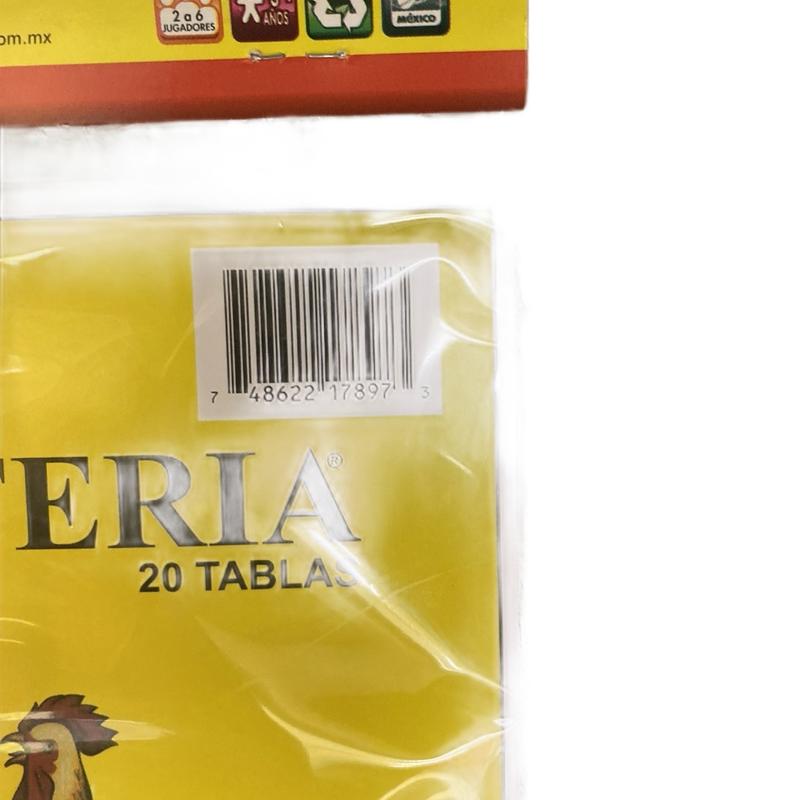 2 a 6
JUGADORES
AÑOS
MÉXICO
om.mx
7 48622 17897 3
TERIA®
20 TABLAS